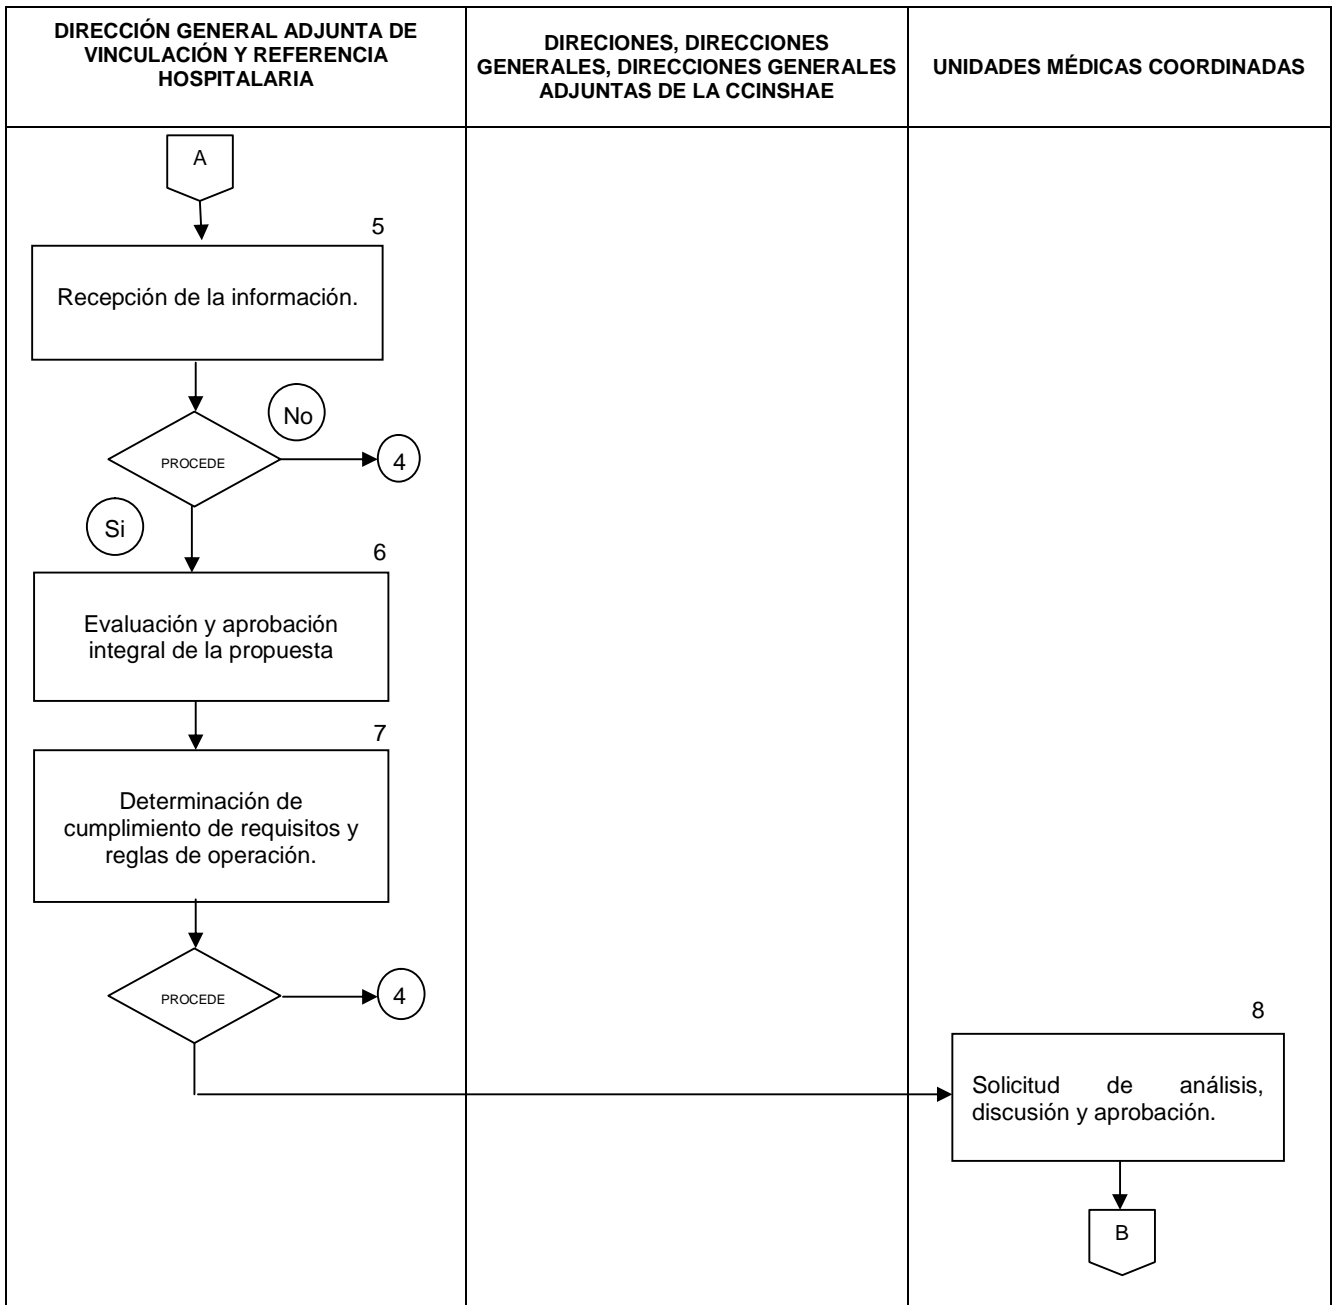 DIRECCIÓN GENERAL ADJUNTA DE
VINCULACIÓN Y REFERENCIA
HOSPITALARIA
DIRECIONES, DIRECCIONES
GENERALES, DIRECCIONES GENERALES
ADJUNTAS DE LA CCINSHAE
UNIDADES MÉDICAS COORDINADAS
A
5
Recepción de la información.
No
PROCEDE
4
Si
6
Evaluación y aprobación
integral de la propuesta
7
Determinación de
cumplimiento de requisitos y
reglas de operación.
PROCEDE
4
8
Solicitud de análisis,
discusión y aprobación.
B